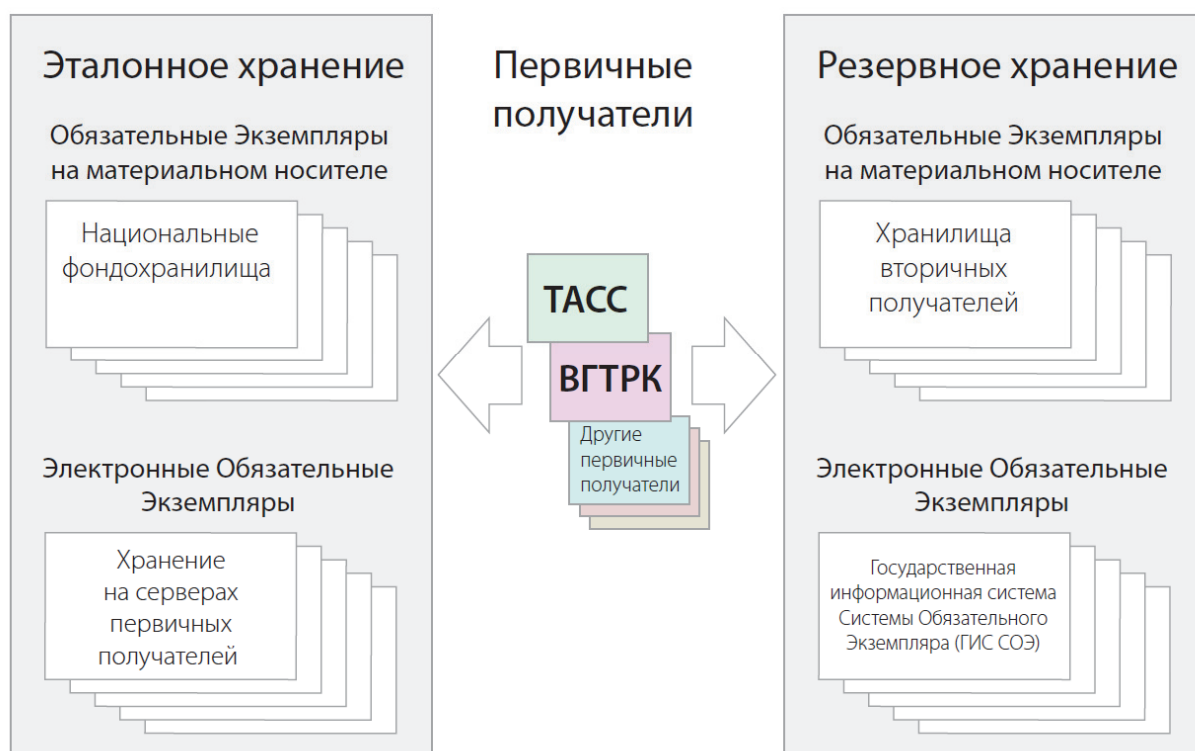 Эталонное хранение
Обязательные Экземпляры
на материальном носителе
Национальные
фондохранилища
Электронные Обязательные
Экземпляры
Хранение
на серверах
первичных
получателей
Первичные
получатели
ТАСС
ВГТРК
Другие
первичные
получатели
Резервное хранение
Обязательные Экземпляры
на материальном носителе
Хранилища
вторичных
получателей
Электронные Обязательные
Экземпляры
Государственная
информационная система
Системы Обязательного
Экземпляра (ГИС СОЭ)